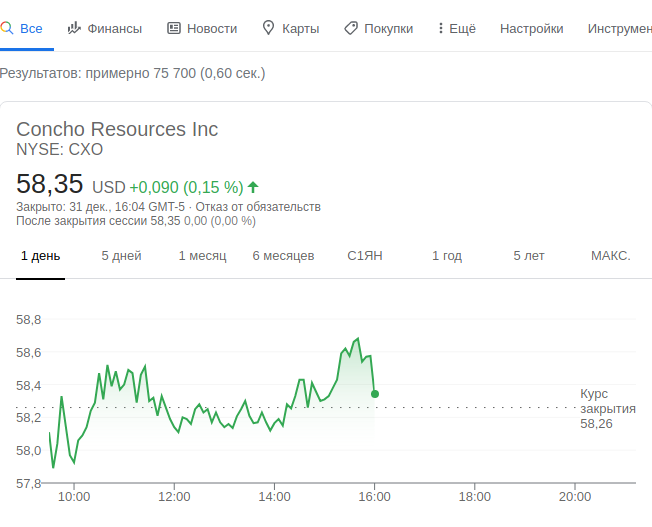 Все Финансы Новости Карты Покупки Ещё Настройки Инструмен
Результатов: примерно 75 700 (0,60 сек.)
Concho Resources Inc
NYSE: CXO
58,35 USD +0,090 (0,15 %)
Закрыто: 31 дек., 16:04 GMT-5 · Отказ от обязательств
После закрытия сессии 58,35 0,00 (0,00 %)
1 день 5 дней 1 месяц 6 месяцев С1ЯН 1 год 5 лет МАКС.
58,8
58,6
58,4
58,2
58,0
57,8
Курс
закрытия
58,26
10:00 12:00 14:00 16:00 18:00 20:00